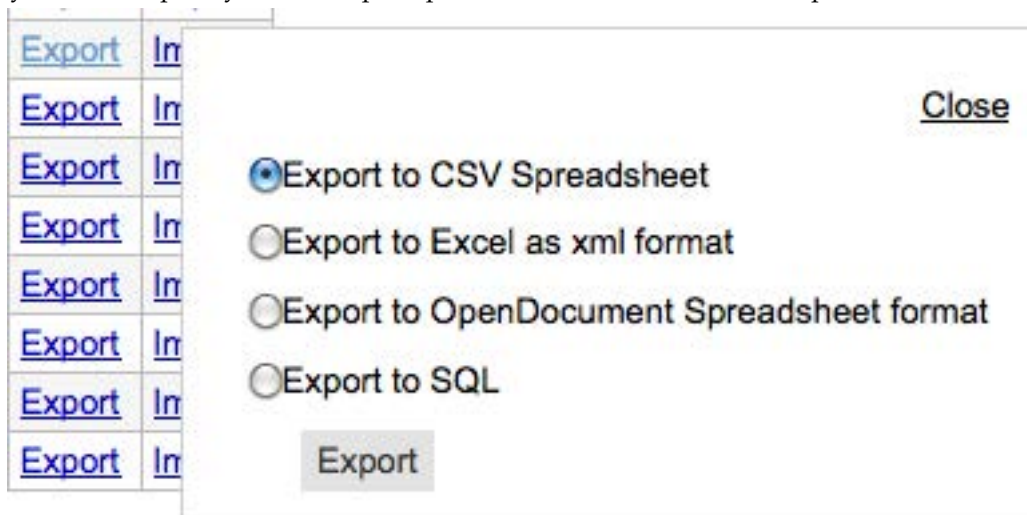 Export
Close
Export
Export
Export to CSV Spreadsheet
Export
Export to Excel as xml format
Export
Export to OpenDocument Spreadsheet format
Export
Export to SQL
Export
Export
Export